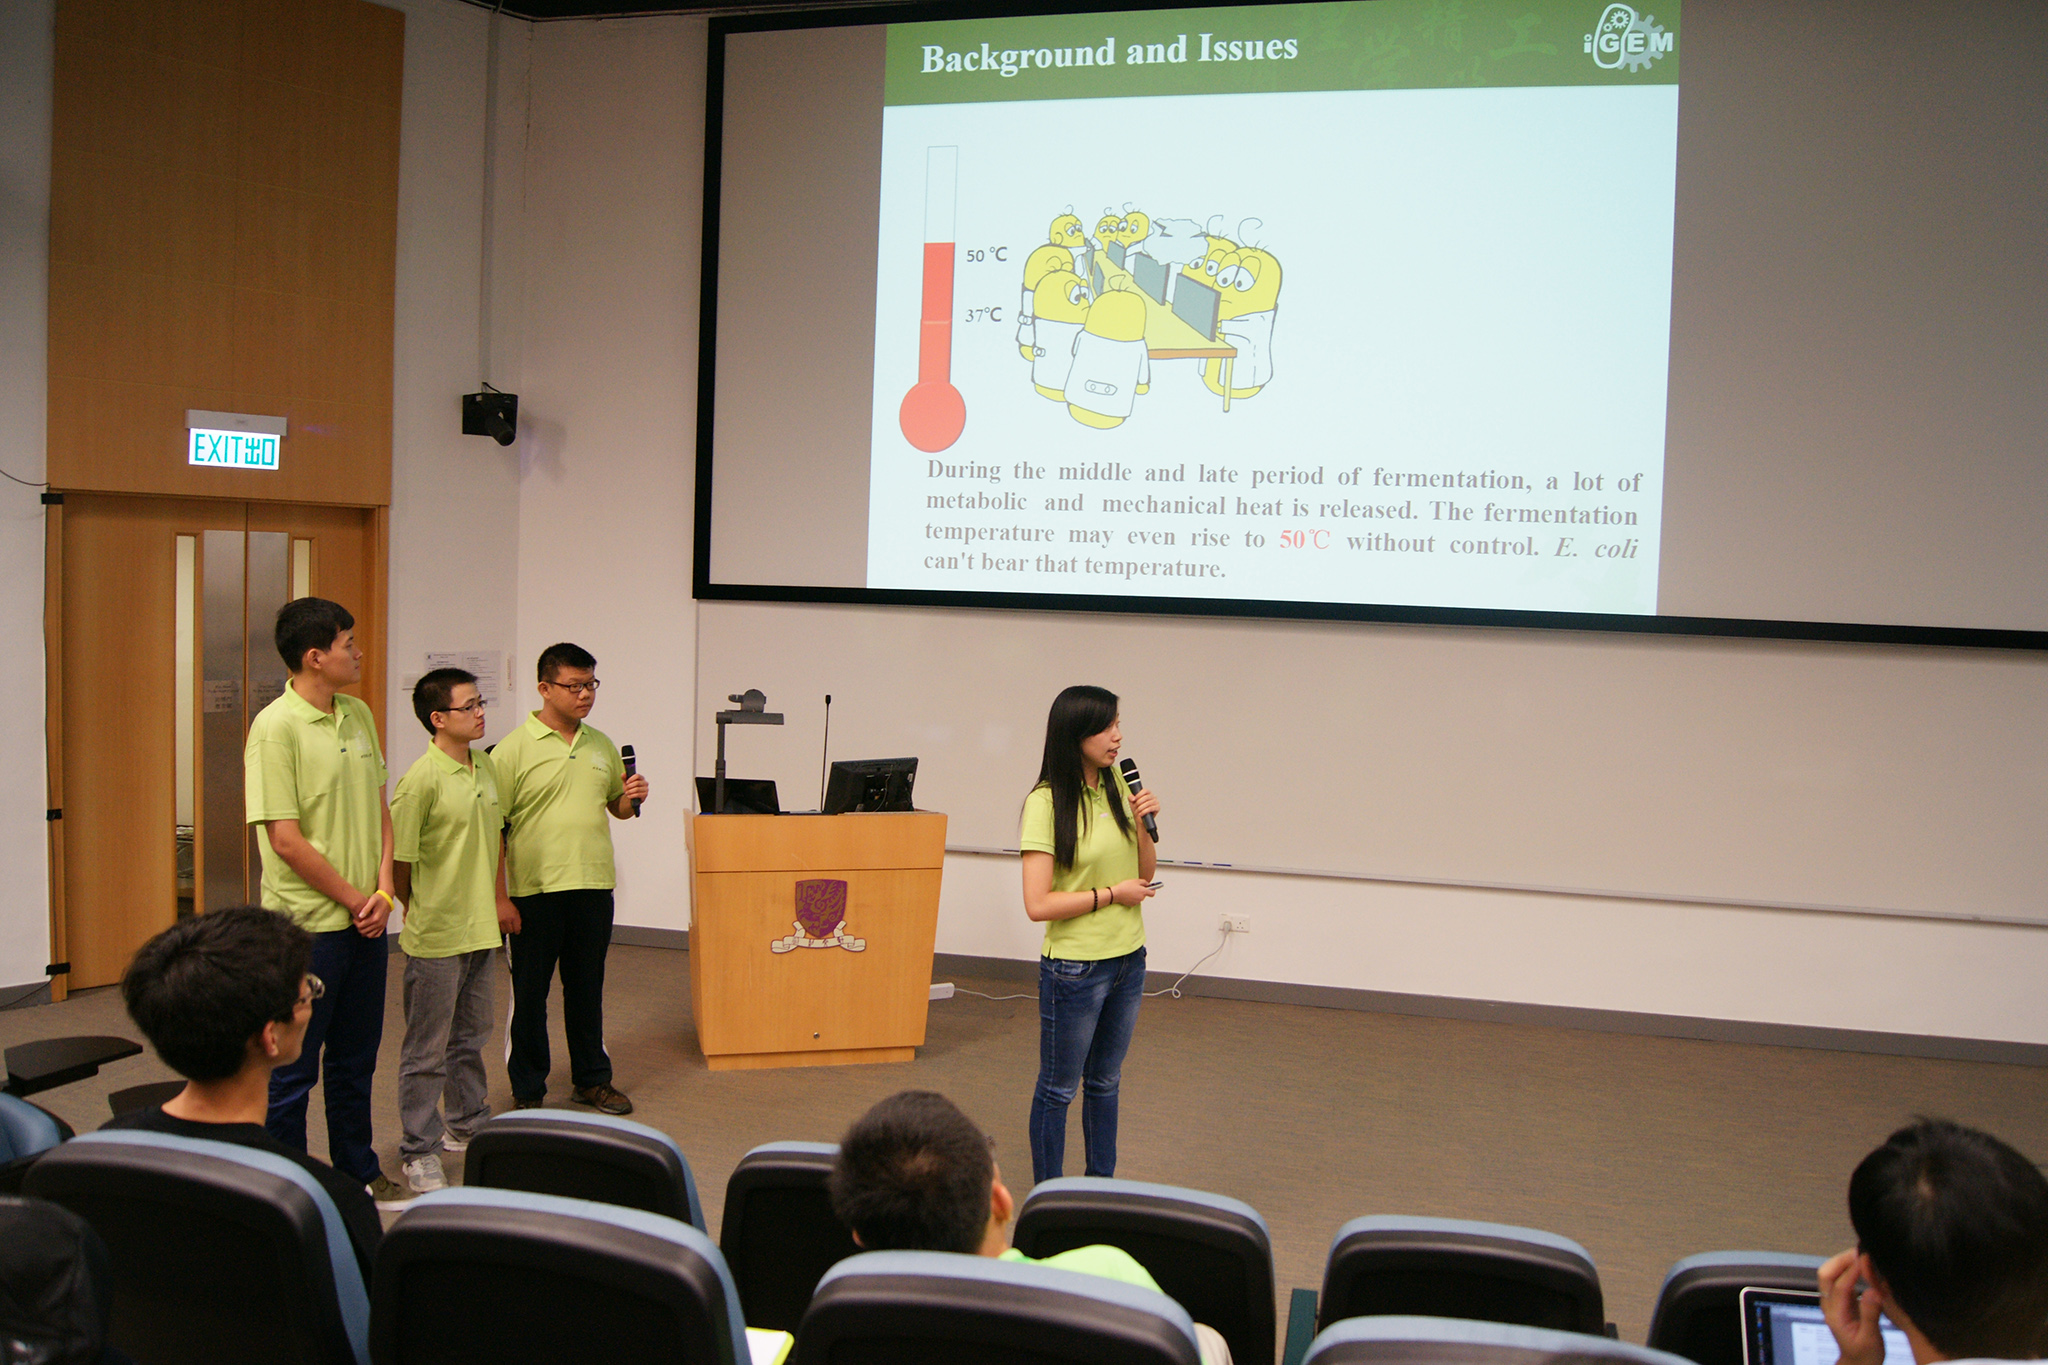 Background and Issues
iGEM
50 ℃
37℃
During the middle and late period of fermentation, a lot of
metabolic and mechanical heat is released. The fermentation
temperature may even rise to 50℃ without control. E. coli
can't bear that temperature.
EXIT出口